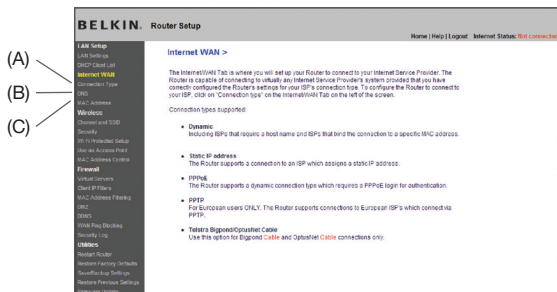 BELKIN. Router Setup
Home | Help | Logout Internet Status: Not connected
LAN Setup
LAN Settings
DHCP Client List
Internet WAN
Connection Type
DNS
MAC Address
Wireless
Channel and SSID
Security
Wi-Fi Protected Setup
Use as Access Point
MAC Address Control
Firewall
Virtual Servers
Client IP Filters
MAC Address Filtering
DMZ
DDNS
WAN Ping Blocking
Security Log
Utilities
Restart Router
Restore Factory Defaults
Save/Backup Settings
Restore Previous Settings
Firmware Update
(A)
(B)
(C)
Internet WAN >
The Internet/WAN Tab is where you will set up your Router to connect to your Internet Service Provider. The
Router is capable of connecting to virtually any Internet Service Provider's system provided that you have
correctly configured the Router's settings for your ISP's connection type. To configure the Router to connect to
your ISP, click on "Connection type" on the Internet/WAN Tab on the left of the screen.
Connection types supported:
• Dynamic
Including ISPs that require a host name and ISPs that bind the connection to a specific MAC address.
• Static IP address
The Router supports a connection to an ISP which assigns a static IP address.
• PPPoE
The Router supports a dynamic connection type which requires a PPPoE login for authentication.
• PPTP
For European users ONLY. The Router supports connections to European ISP's which connect via
PPTP.
• Telstra Bigpond/OptusNet Cable
Use this option for Bigpond Cable and OptusNet Cable connections only.